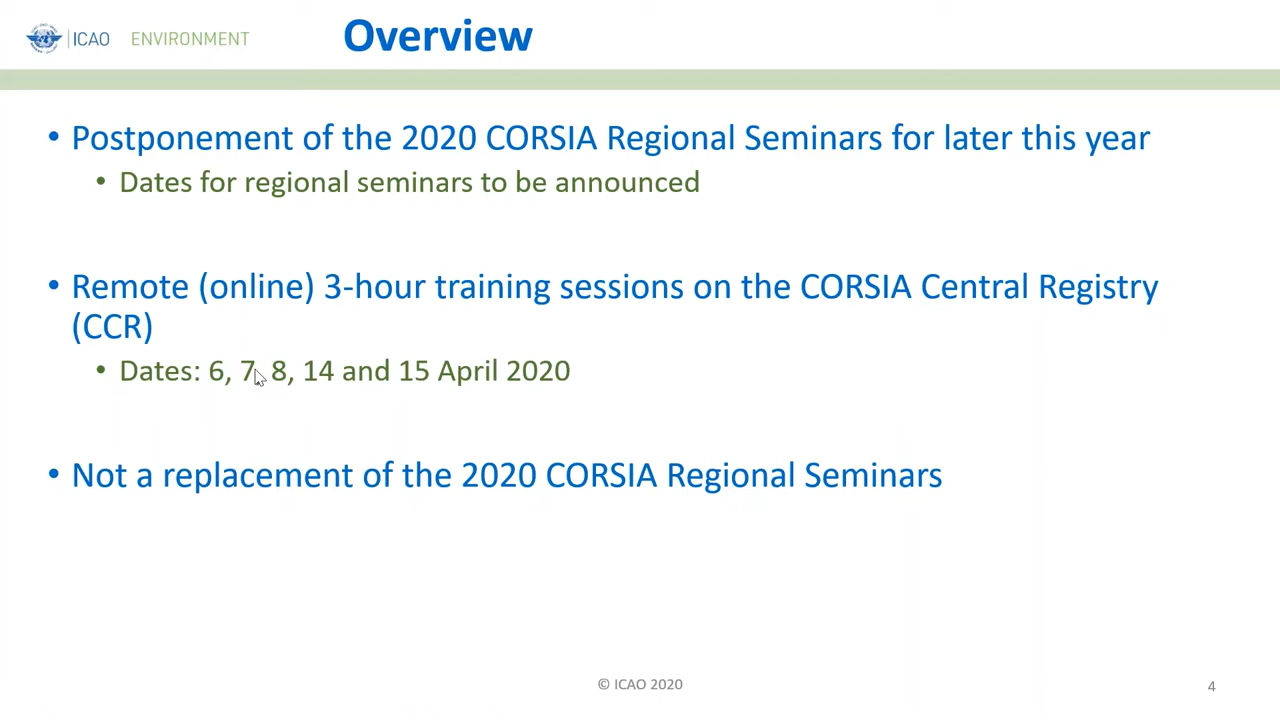 ICAO ENVIRONMENT
Overview
• Postponement of the 2020 CORSIA Regional Seminars for later this year
• Dates for regional seminars to be announced
• Remote (online) 3-hour training sessions on the CORSIA Central Registry
(CCR)
• Dates: 6, 7, 8, 14 and 15 April 2020
• Not a replacement of the 2020 CORSIA Regional Seminars
© ICAO 2020
4